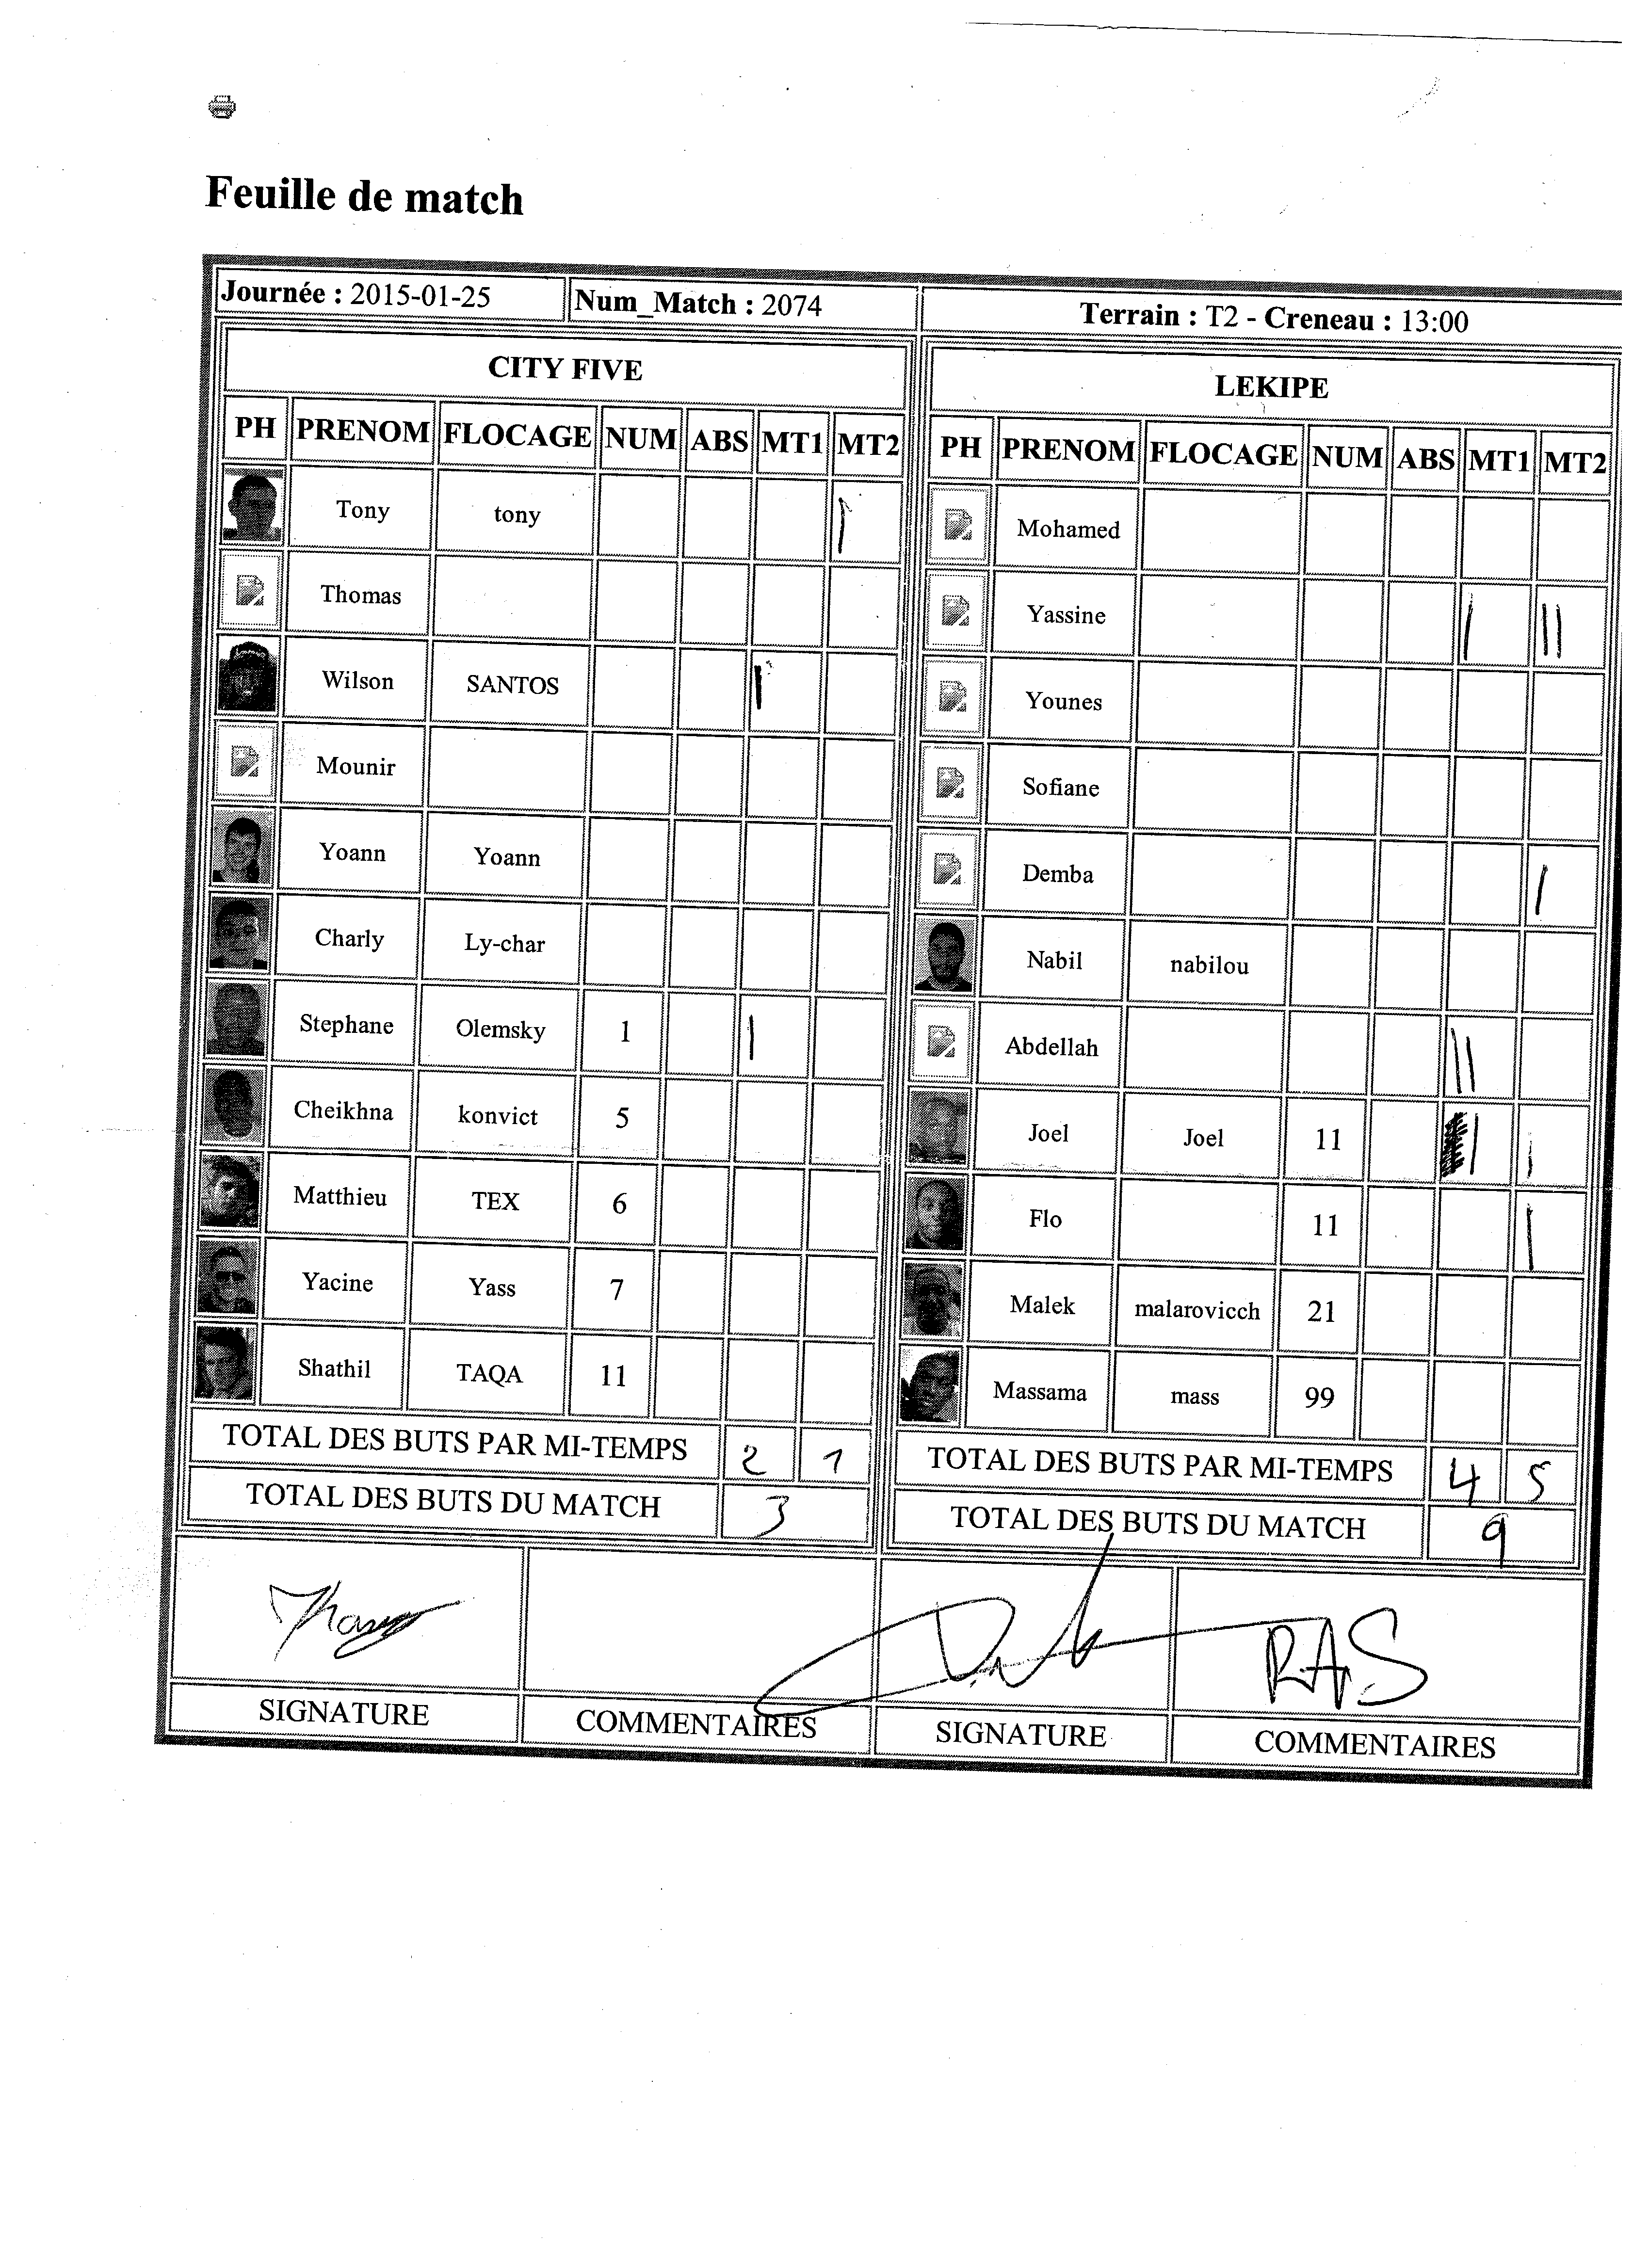 Feuille de match
Journée : 2015-01-25 Num_Match : 2074 Terrain : T2 - Creneau : 13:00
CITY FIVE LEKIPE
PH PRENOM FLOCAGE NUM ABS MT1 MT2 PH PRENOM FLOCAGE NUM ABS MT1 MT2
Tony tony | Mohamed
Thomas Yassine | ||
Wilson SANTOS | Younes
Mounir Sofiane
Yoann Yoann Demba |
Charly Ly-char Nabil nabilou
Stephane Olemsky 1 | Abdellah ||
Cheikhna konvict 5 Joel Joel 11 | |
Matthieu TEX 6 Flo 11 |
Yacine Yass 7 Malek malarovicch 21
Shathil TAQA 11 Massama mass 99
TOTAL DES BUTS PAR MI-TEMPS 2 1 TOTAL DES BUTS PAR MI-TEMPS 4 5
TOTAL DES BUTS DU MATCH 3 TOTAL DES BUTS DU MATCH 9
RAS
SIGNATURE COMMENTAIRES SIGNATURE COMMENTAIRES